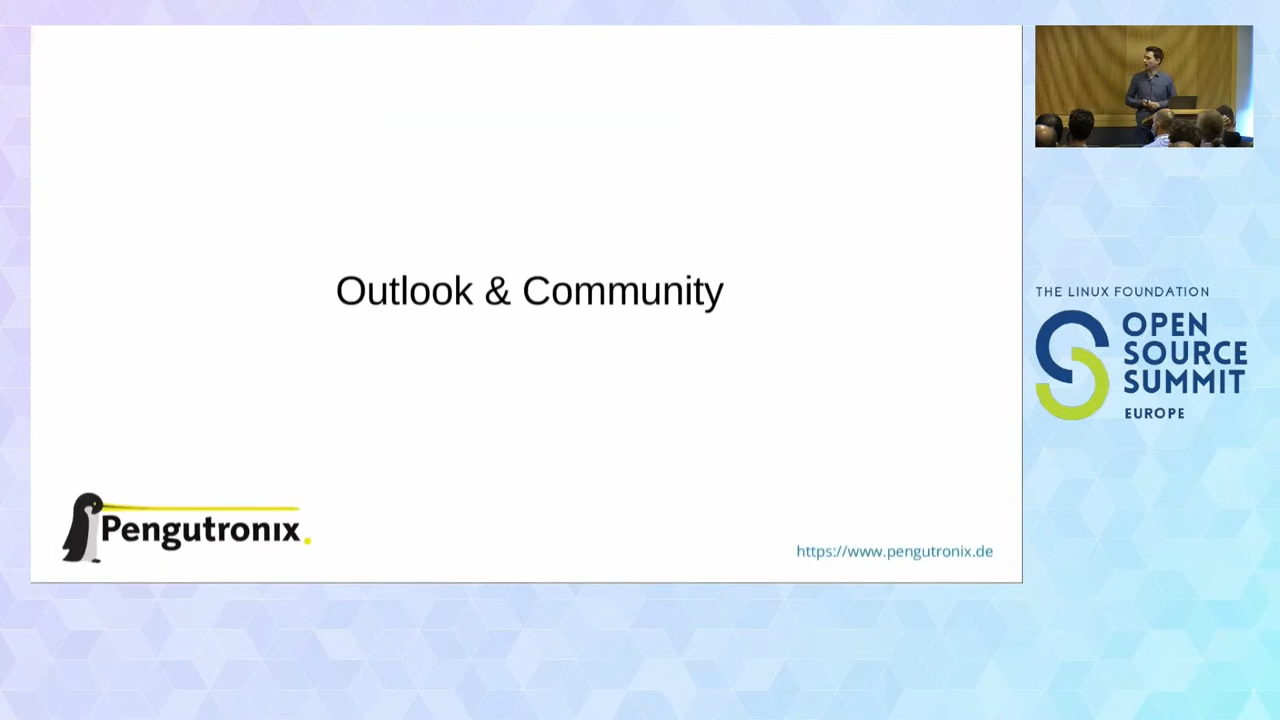 Outlook & Community
Pengutronix
https://www.pengutronix.de
THE LINUX FOUNDATION
OPEN
SOURCE
SUMMIT
EUROPE